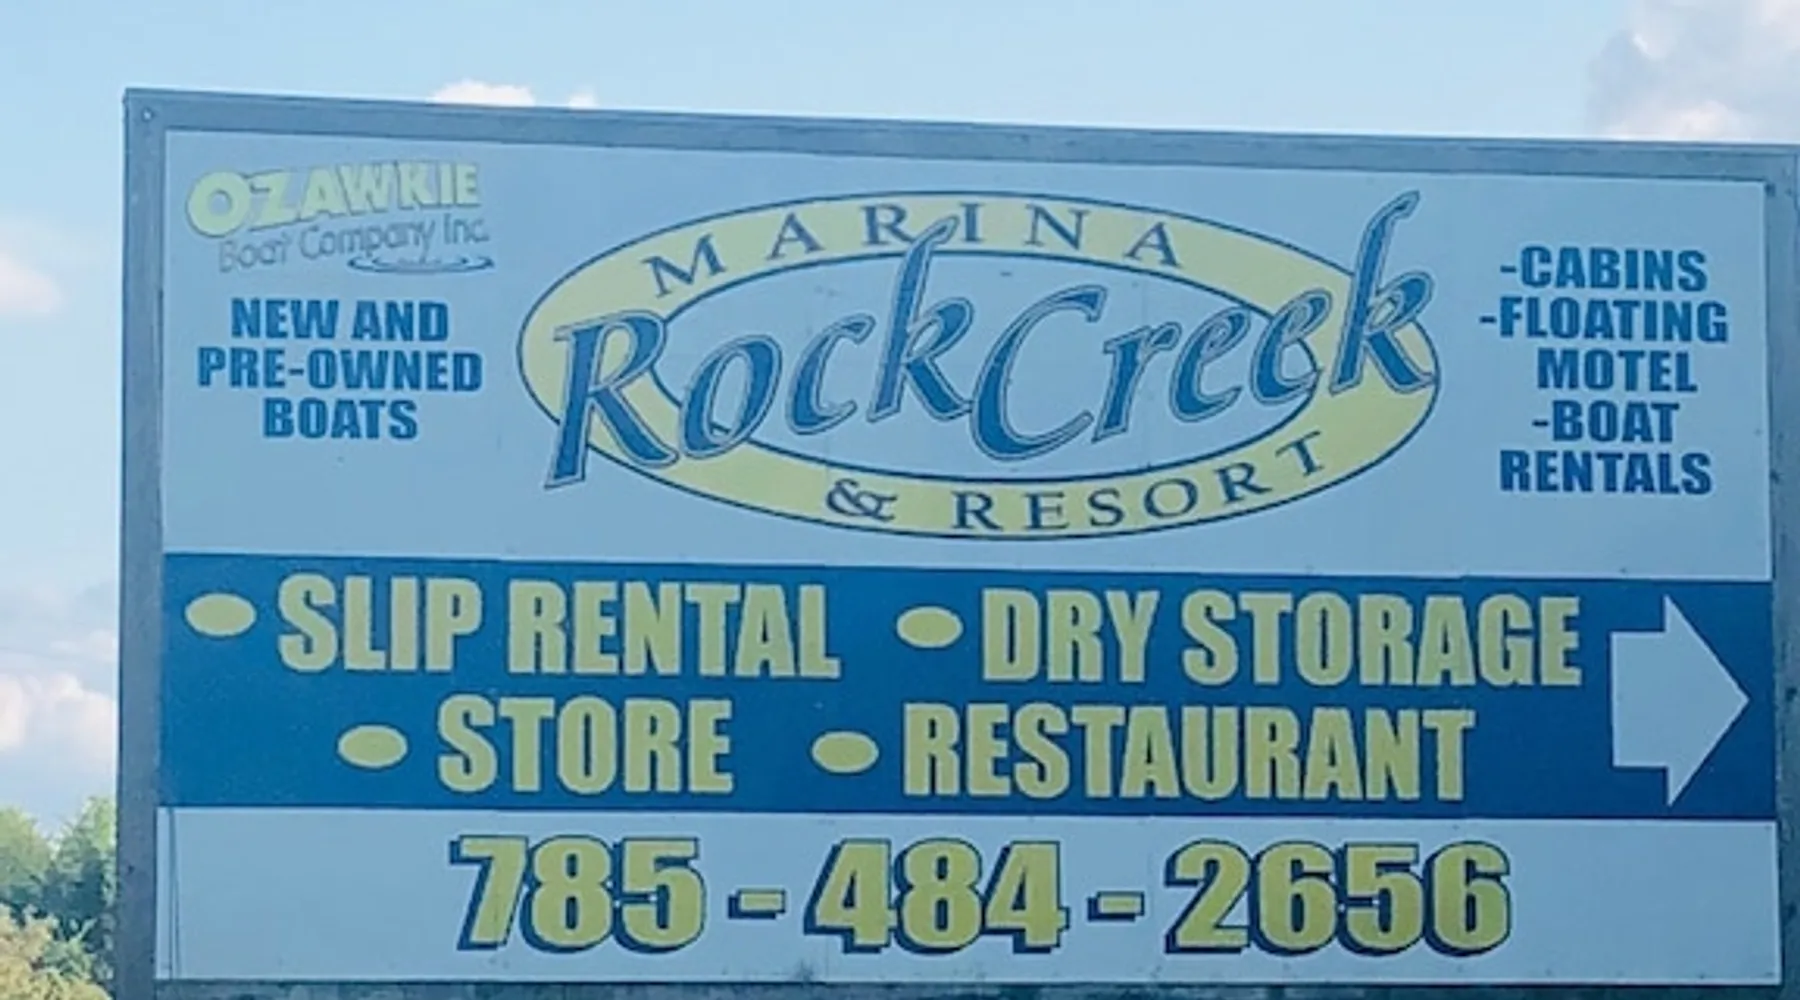 OZAWKIE
Boat Company Inc.
NEW AND
PRE-OWNED
BOATS
MARINA
RockCreek
& RESORT
-CABINS
-FLOATING
MOTEL
-BOAT
RENTALS
• SLIP RENTAL • DRY STORAGE
• STORE • RESTAURANT
785-484-2656